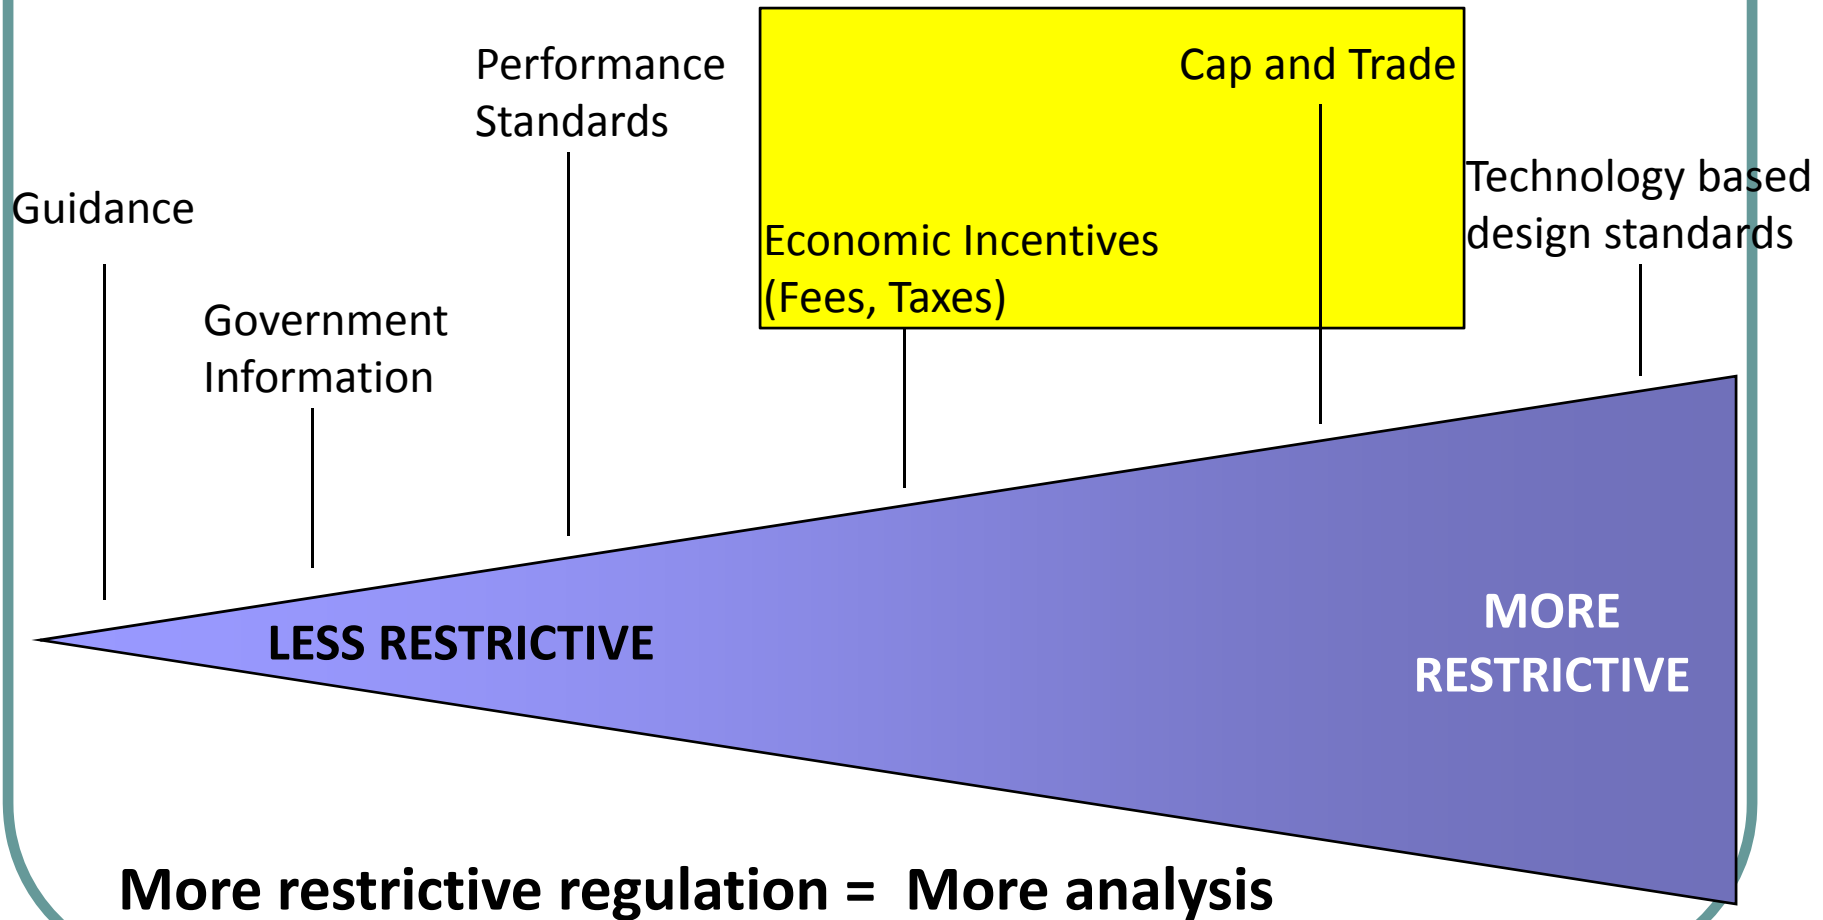 Performance
Standards
Cap and Trade
Technology based
design standards
Guidance
Economic Incentives
(Fees, Taxes)
Government
Information
LESS RESTRICTIVE
MORE
RESTRICTIVE
More restrictive regulation = More analysis